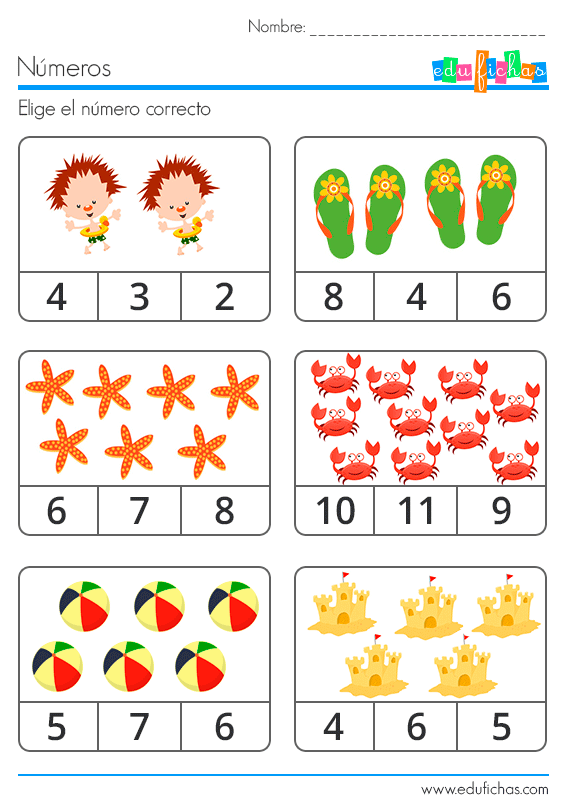 Nombre: ___________________________
Números
edufichas
Elige el número correcto
4 3 2
8 4 6
6 7 8
10 11 9
5 7 6
4 6 5
www.edufichas.com